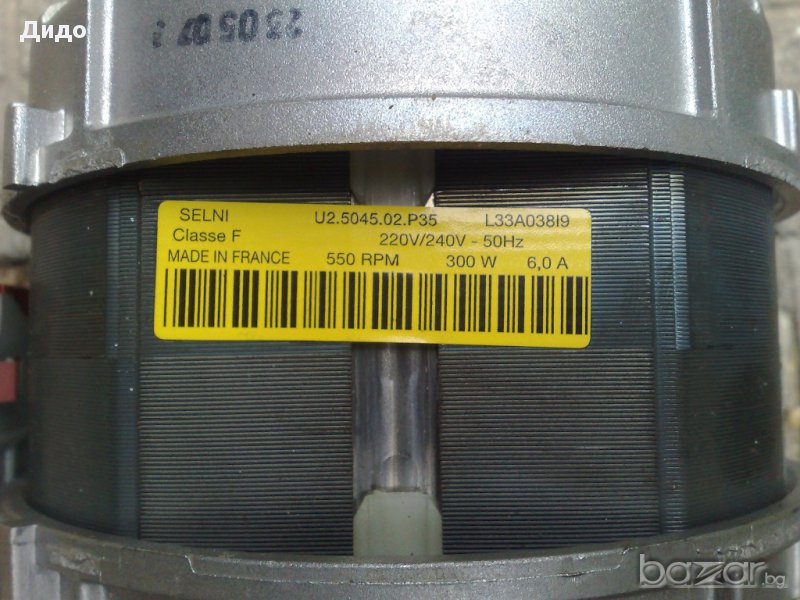 Дидо
23 05 07
SELNI U2.5045.02.P35 L33A038I9
Classe F 220V/240V - 50Hz
MADE IN FRANCE 550 RPM 300 W 6,0 A
bazar.bg